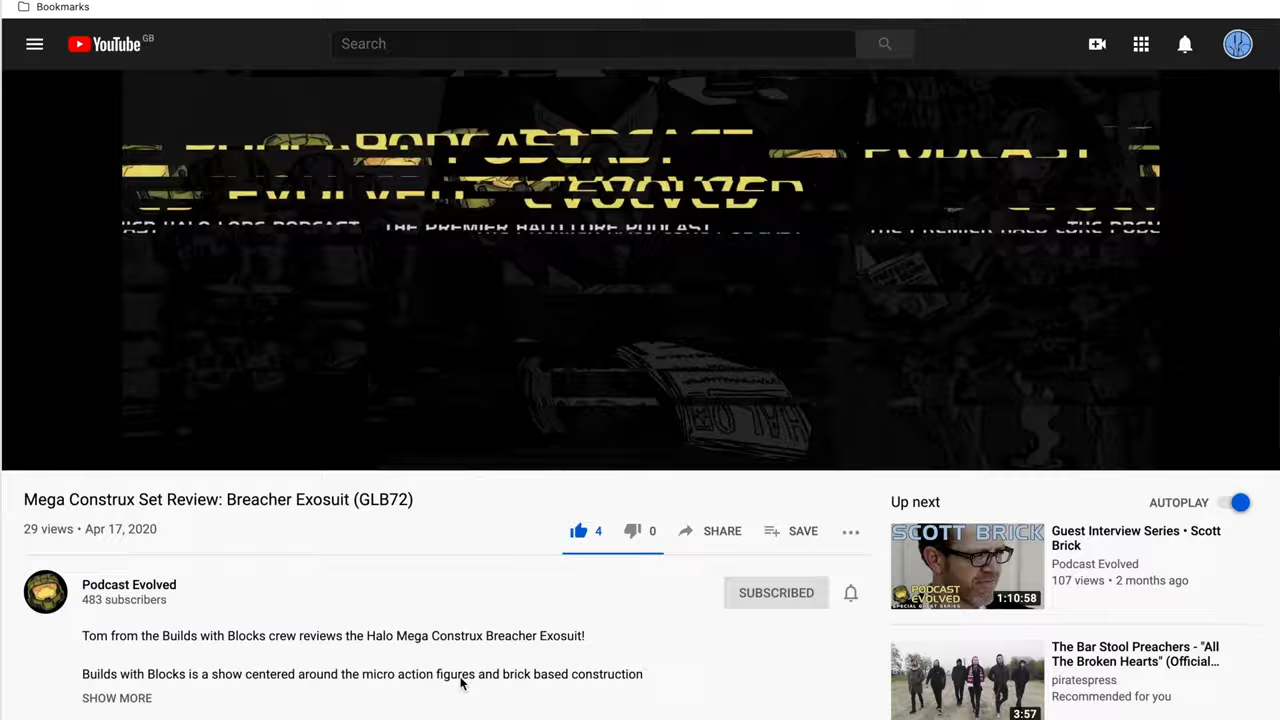 Bookmarks
YouTube GB
Search
PODCAST
EVOLVED
THE PREMIER HALO LORE PODCAST
Mega Construx Set Review: Breacher Exosuit (GLB72)
29 views • Apr 17, 2020
4
0
SHARE
SAVE
Podcast Evolved
483 subscribers
SUBSCRIBED
Tom from the Builds with Blocks crew reviews the Halo Mega Construx Breacher Exosuit!
Builds with Blocks is a show centered around the micro action figures and brick based construction
SHOW MORE
Up next
AUTOPLAY
SCOTT BRICK
PODCAST
EVOLVED
SPECIAL GUEST SERIES
1:10:58
Guest Interview Series • Scott
Brick
Podcast Evolved
107 views • 2 months ago
3:57
The Bar Stool Preachers - "All
The Broken Hearts" (Official...
piratespress
Recommended for you